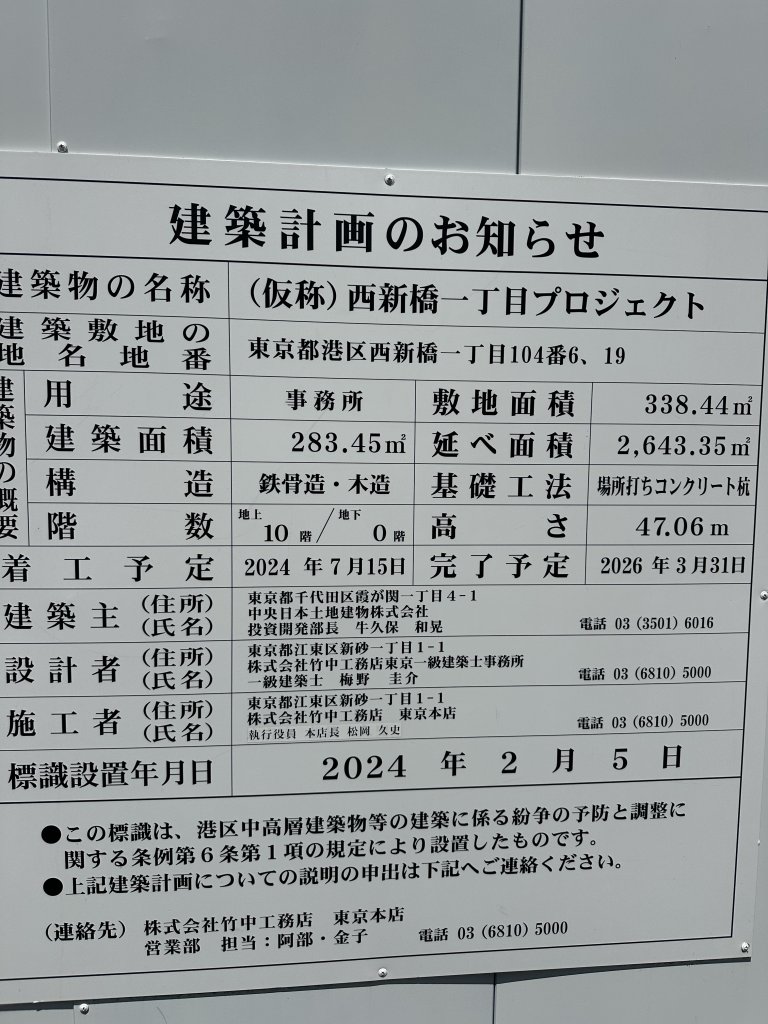 建築計画のお知らせ
建築物の名称 (仮称)西新橋一丁目プロジェクト
建築敷地の地名地番 東京都港区西新橋一丁目104番6、19
建築物の概要
用途 事務所 敷地面積 338.44㎡
建築面積 283.45㎡ 延べ面積 2,643.35㎡
構造 鉄骨造・木造 基礎工法 場所打ちコンクリート杭
階数 地上10階/地下0階 高さ 47.06m
着工予定 2024年7月15日 完了予定 2026年3月31日
建築主(住所)(氏名)
東京都千代田区霞が関一丁目4-1
中央日本土地建物株式会社
投資開発部長 牛久保 和晃 電話 03(3501)6016
設計者(住所)(氏名)
東京都江東区新砂一丁目1-1
株式会社竹中工務店東京一級建築士事務所
一級建築士 梅野 圭介 電話 03(6810)5000
施工者(住所)(氏名)
東京都江東区新砂一丁目1-1
株式会社竹中工務店 東京本店
執行役員 本店長 松岡 久史 電話 03(6810)5000
標識設置年月日 2024年2月5日
●この標識は、港区中高層建築物等の建築に係る紛争の予防と調整に
関する条例第6条第1項の規定により設置したものです。
●上記建築計画についての説明の申出は下記へご連絡ください。
(連絡先) 株式会社竹中工務店 東京本店
営業部 担当:阿部・金子 電話 03(6810)5000